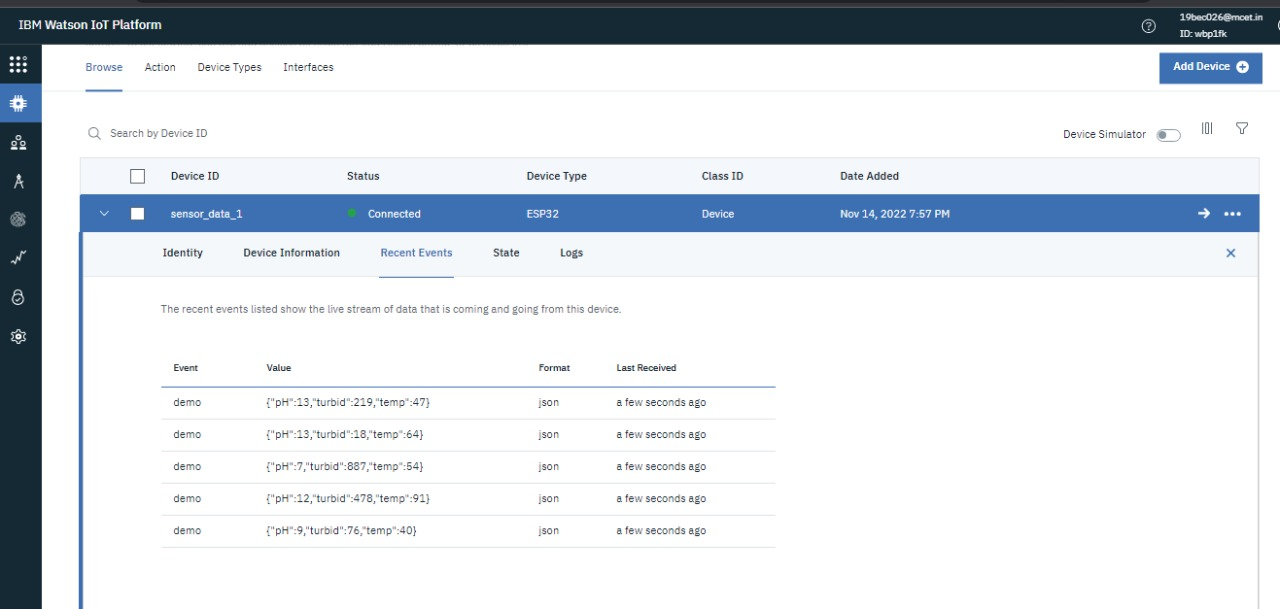 IBM Watson IoT Platform
19bec026@mcet.in
ID: wbp1fk
Browse Action Device Types Interfaces
Add Device
Search by Device ID
Device Simulator
Device ID Status Device Type Class ID Date Added
sensor_data_1 Connected ESP32 Device Nov 14, 2022 7:57 PM
Identity Device Information Recent Events State Logs
The recent events listed show the live stream of data that is coming and going from this device.
Event Value Format Last Received
demo {"pH":13,"turbid":219,"temp":47} json a few seconds ago
demo {"pH":13,"turbid":18,"temp":64} json a few seconds ago
demo {"pH":7,"turbid":887,"temp":54} json a few seconds ago
demo {"pH":12,"turbid":478,"temp":91} json a few seconds ago
demo {"pH":9,"turbid":76,"temp":40} json a few seconds ago